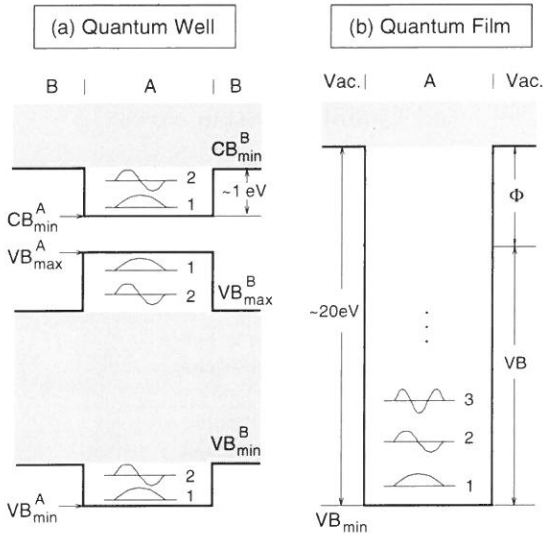 (a) Quantum Well
(b) Quantum Film
B | A | B
Vac. | A | Vac.
CB^B_min
2
1
~1 eV
CB^A_min
VB^A_max
1
2
VB^B_max
VB^B_min
2
1
VB^A_min
Φ
~20eV
VB
3
2
1
VB_min